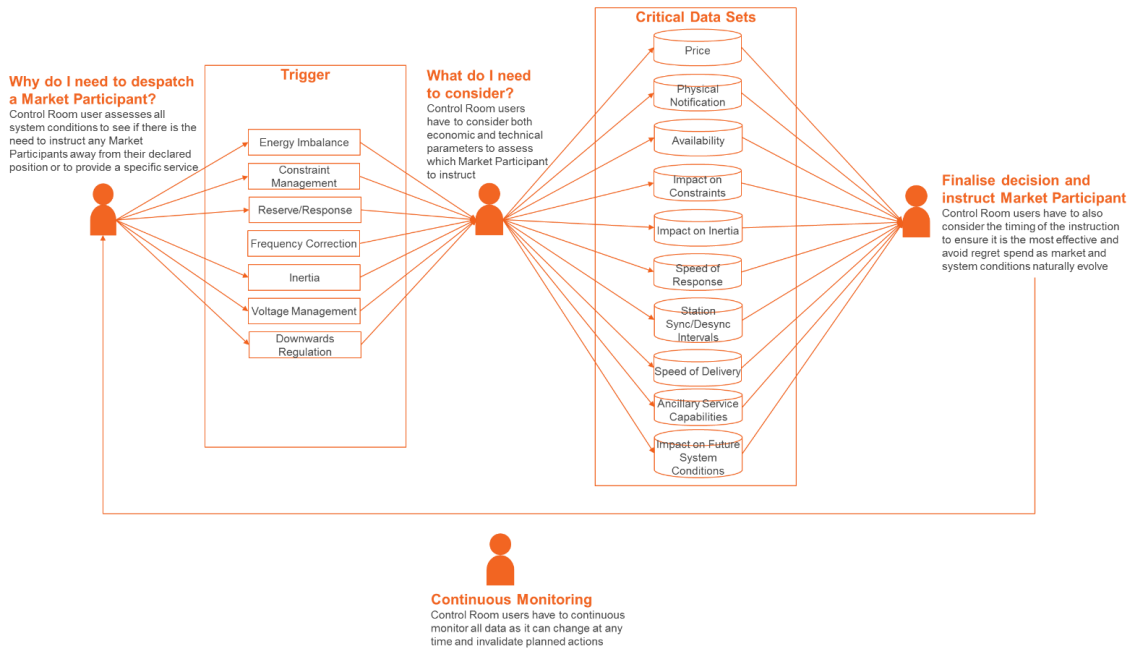 Why do I need to despatch
a Market Participant?
Control Room user assesses all
system conditions to see if there is the
need to instruct any Market
Participants away from their declared
position or to provide a specific service
Trigger
Energy Imbalance
Constraint
Management
Reserve/Response
Frequency Correction
Inertia
Voltage Management
Downwards
Regulation
What do I need
to consider?
Control Room users
have to consider both
economic and technical
parameters to assess
which Market Participant
to instruct
Critical Data Sets
Price
Physical
Notification
Availability
Impact on
Constraints
Impact on Inertia
Speed of
Response
Station
Sync/Desync
Intervals
Speed of Delivery
Ancillary Service
Capabilities
Impact on Future
System
Conditions
Finalise decision and
instruct Market Participant
Control Room users have to also
consider the timing of the instruction
to ensure it is the most effective and
avoid regret spend as market and
system conditions naturally evolve
Continuous Monitoring
Control Room users have to continuous
monitor all data as it can change at any
time and invalidate planned actions